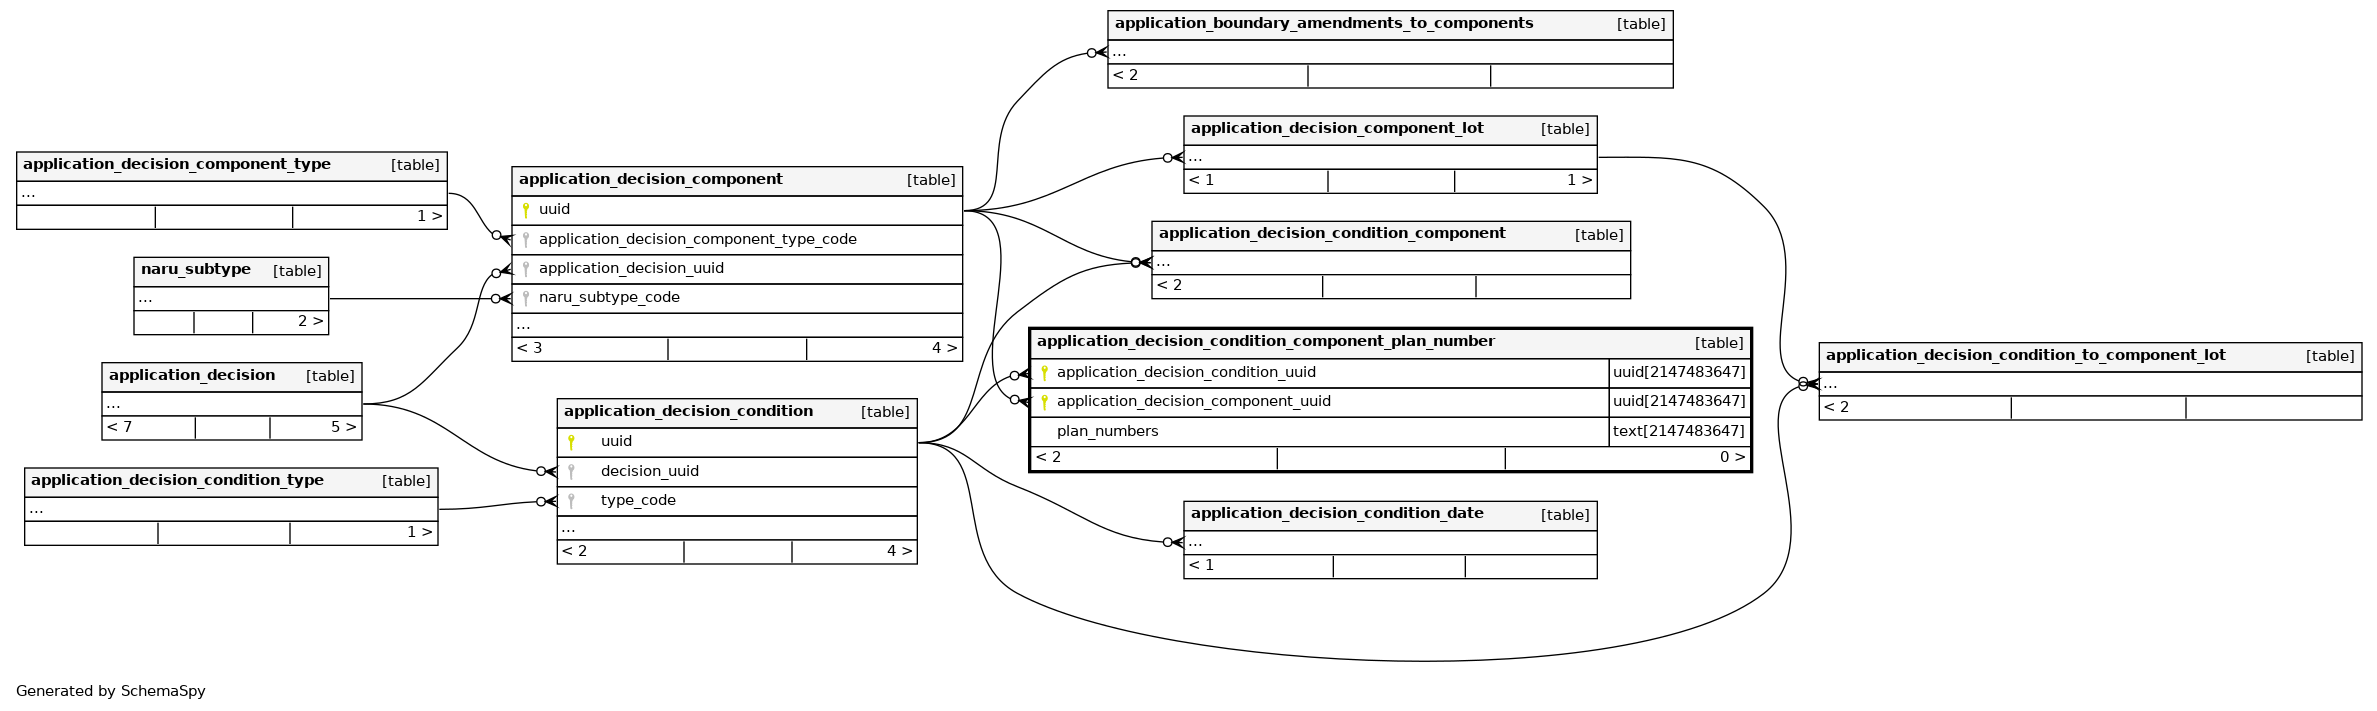 application_boundary_amendments_to_components [table]
...
< 2
application_decision_component_lot [table]
...
< 1 1 >
application_decision_component_type [table]
...
1 >
application_decision_component [table]
uuid
application_decision_component_type_code
application_decision_uuid
naru_subtype_code
...
< 3 4 >
application_decision_condition_component [table]
...
< 2
naru_subtype [table]
...
2 >
application_decision_condition_component_plan_number [table]
application_decision_condition_uuid uuid[2147483647]
application_decision_component_uuid uuid[2147483647]
plan_numbers text[2147483647]
< 2 0 >
application_decision_condition_to_component_lot [table]
...
< 2
application_decision [table]
...
< 7 5 >
application_decision_condition [table]
uuid
decision_uuid
type_code
...
< 2 4 >
application_decision_condition_type [table]
...
1 >
application_decision_condition_date [table]
...
< 1
Generated by SchemaSpy